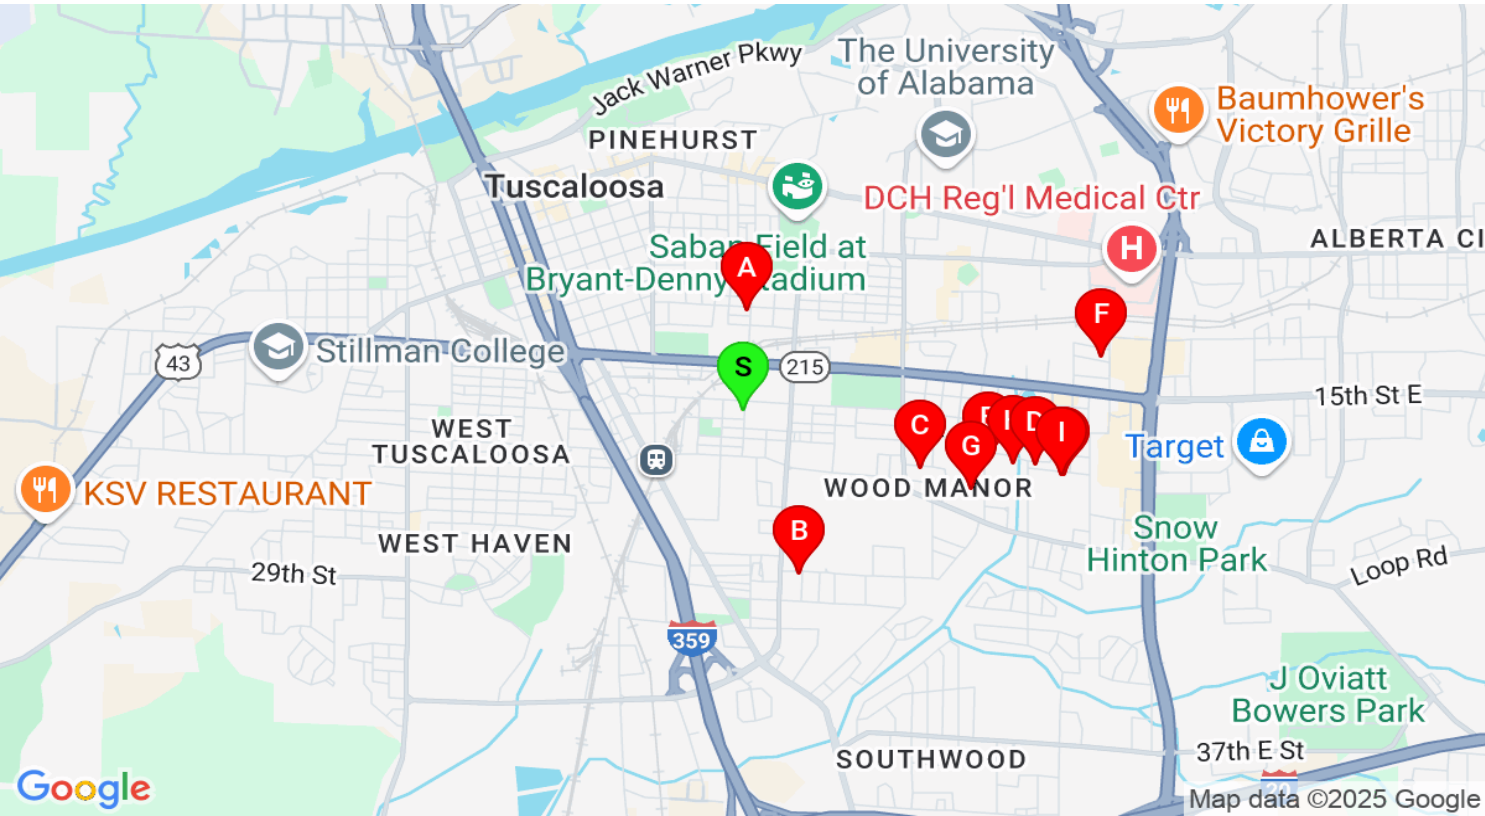 Jack Warner Pkwy
The University
of Alabama
Baumhower's
Victory Grille
PINEHURST
Tuscaloosa
DCH Reg'l Medical Ctr
H
ALBERTA CI
Saban Field at
Bryant-Denny Stadium
A
F
43
Stillman College
S
215
15th St E
WEST
TUSCALOOSA
C
G
D
I
Target
KSV RESTAURANT
WOOD MANOR
B
WEST HAVEN
29th St
Snow
Hinton Park
Loop Rd
359
J Oviatt
Bowers Park
SOUTHWOOD
37th E St
20
Google
Map data ©2025 Google